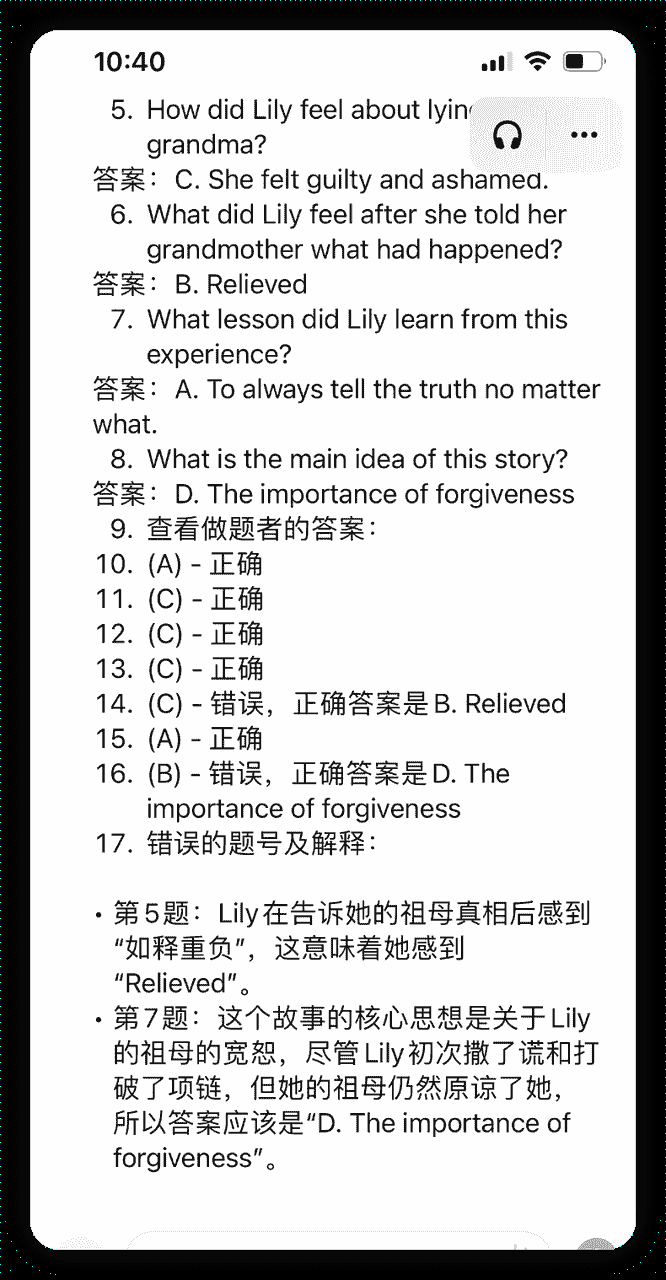 10:40
5. How did Lily feel about lying
grandma?
答案：C. She felt guilty and ashamed.
6. What did Lily feel after she told her
grandmother what had happened?
答案：B. Relieved
7. What lesson did Lily learn from this
experience?
答案：A. To always tell the truth no matter
what.
8. What is the main idea of this story?
答案：D. The importance of forgiveness
9. 查看做题者的答案：
10. (A) - 正确
11. (C) - 正确
12. (C) - 正确
13. (C) - 正确
14. (C) - 错误，正确答案是B. Relieved
15. (A) - 正确
16. (B) - 错误，正确答案是D. The
importance of forgiveness
17. 错误的题号及解释：
• 第5题：Lily在告诉她的祖母真相后感到
“如释重负”，这意味着她感到
“Relieved”。
• 第7题：这个故事的核心思想是关于Lily
的祖母的宽恕，尽管Lily初次撒了谎和打
破了项链，但她的祖母仍然原谅了她，
所以答案应该是“D. The importance of
forgiveness”。